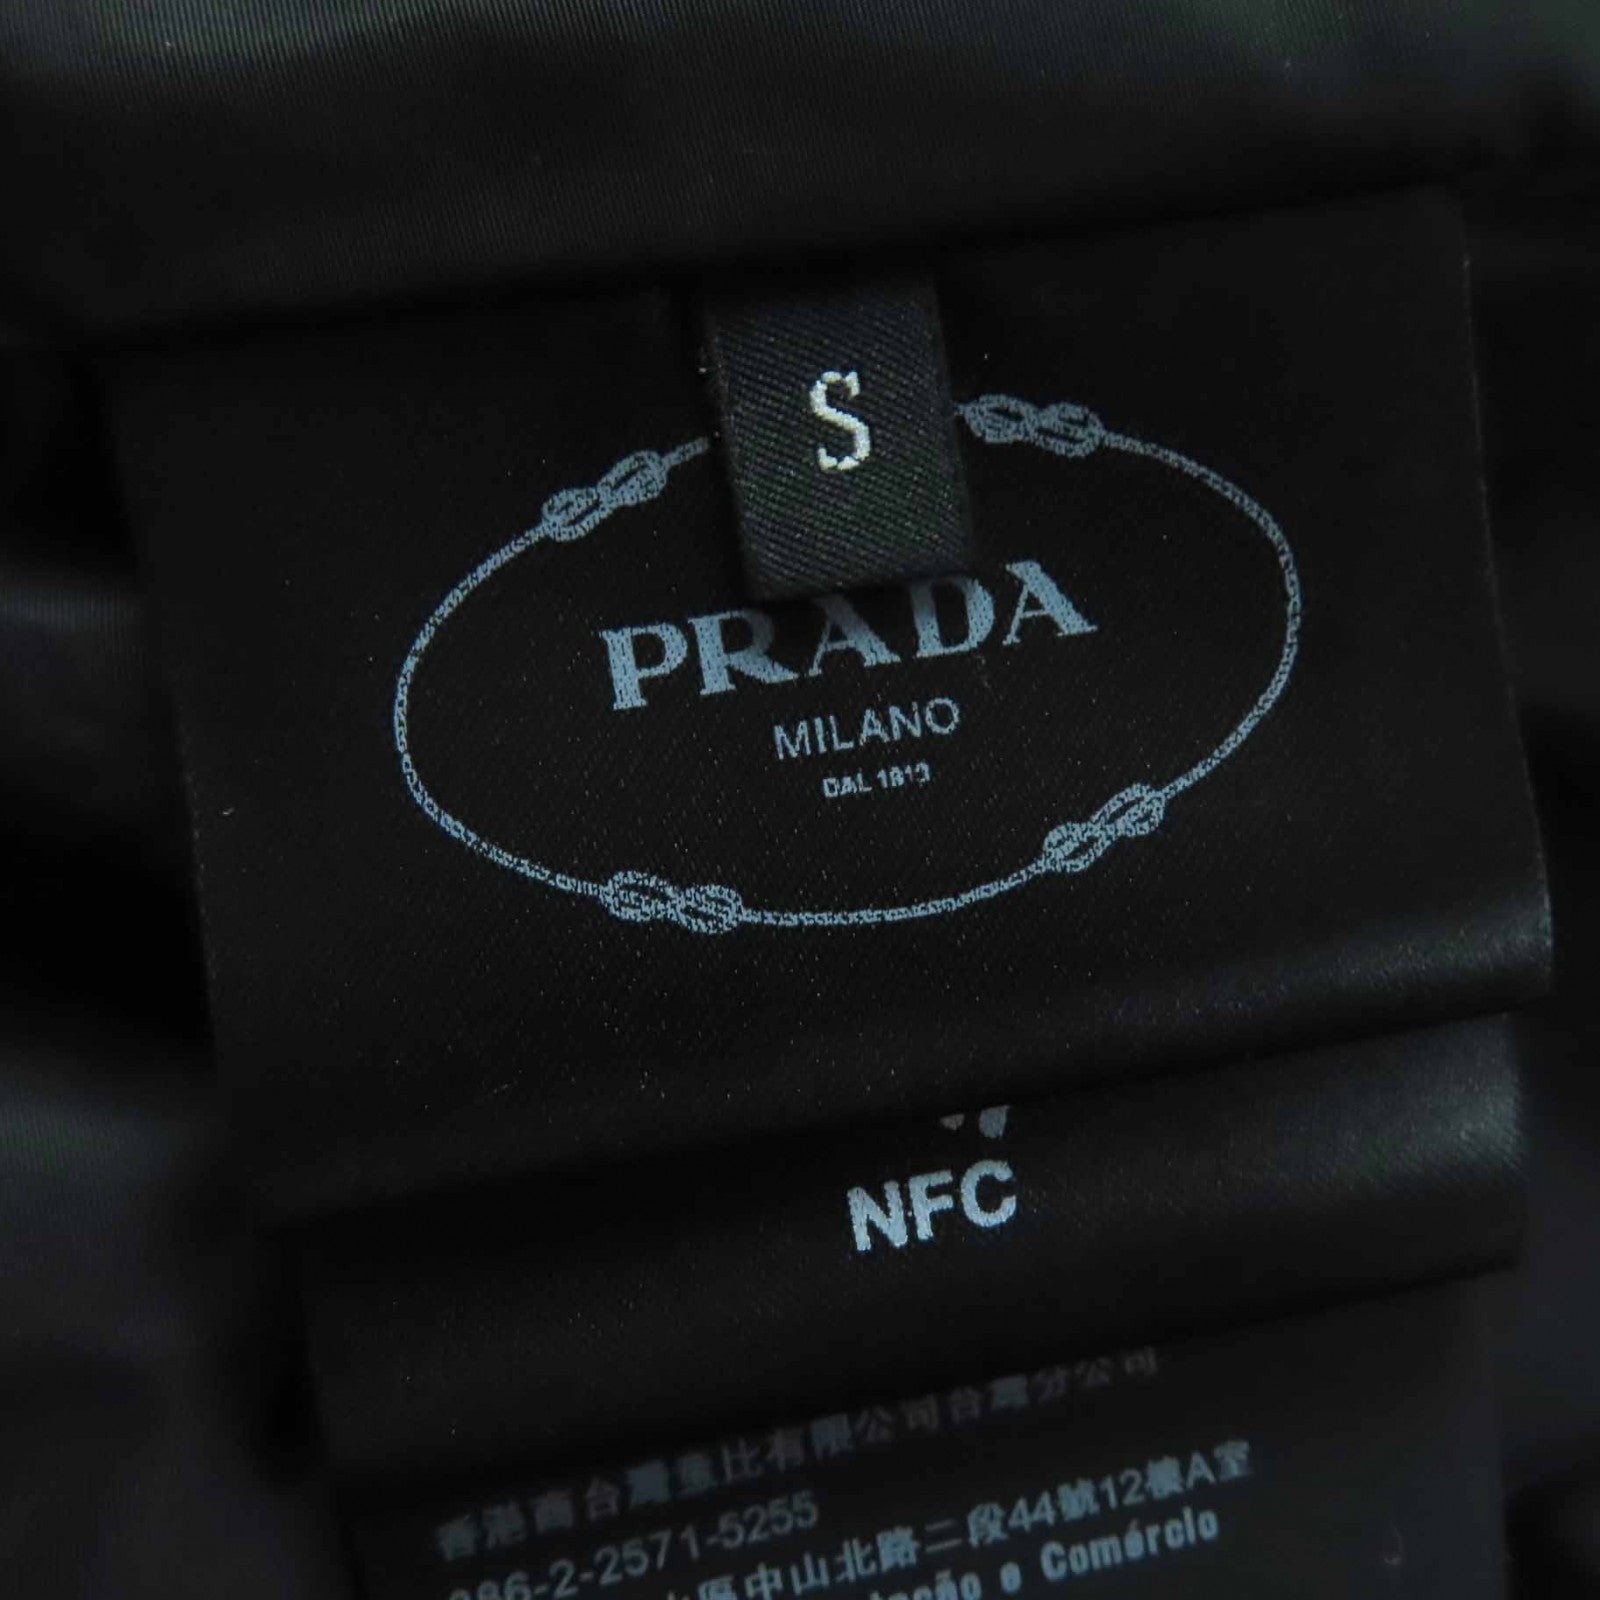 S
PRADA
MILANO
DAL 1913
NFC
香港商台灣普比有限公司台灣分公司
886-2-2571-5255
區中山北路二段44號12樓A室
e Comércio